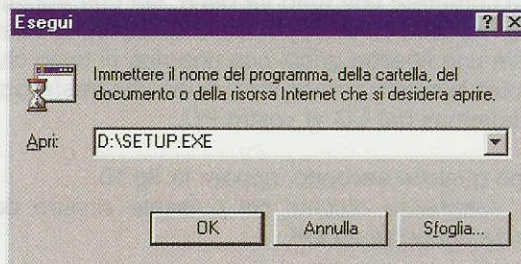 Esegui
Immettere il nome del programma, della cartella, del
documento o della risorsa Internet che si desidera aprire.
Apri: D:\SETUP.EXE
OK Annulla Sfoglia...